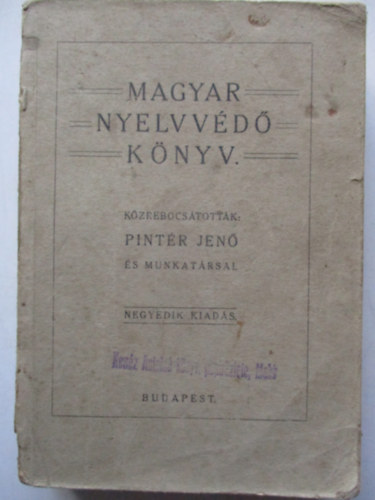 MAGYAR
NYELVVÉDŐ
KÖNYV.
KÖZREBOCSÁTOTTÁK:
PINTÉR JENŐ
ÉS MUNKATÁRSAI.
NEGYEDIK KIADÁS.
BUDAPEST.